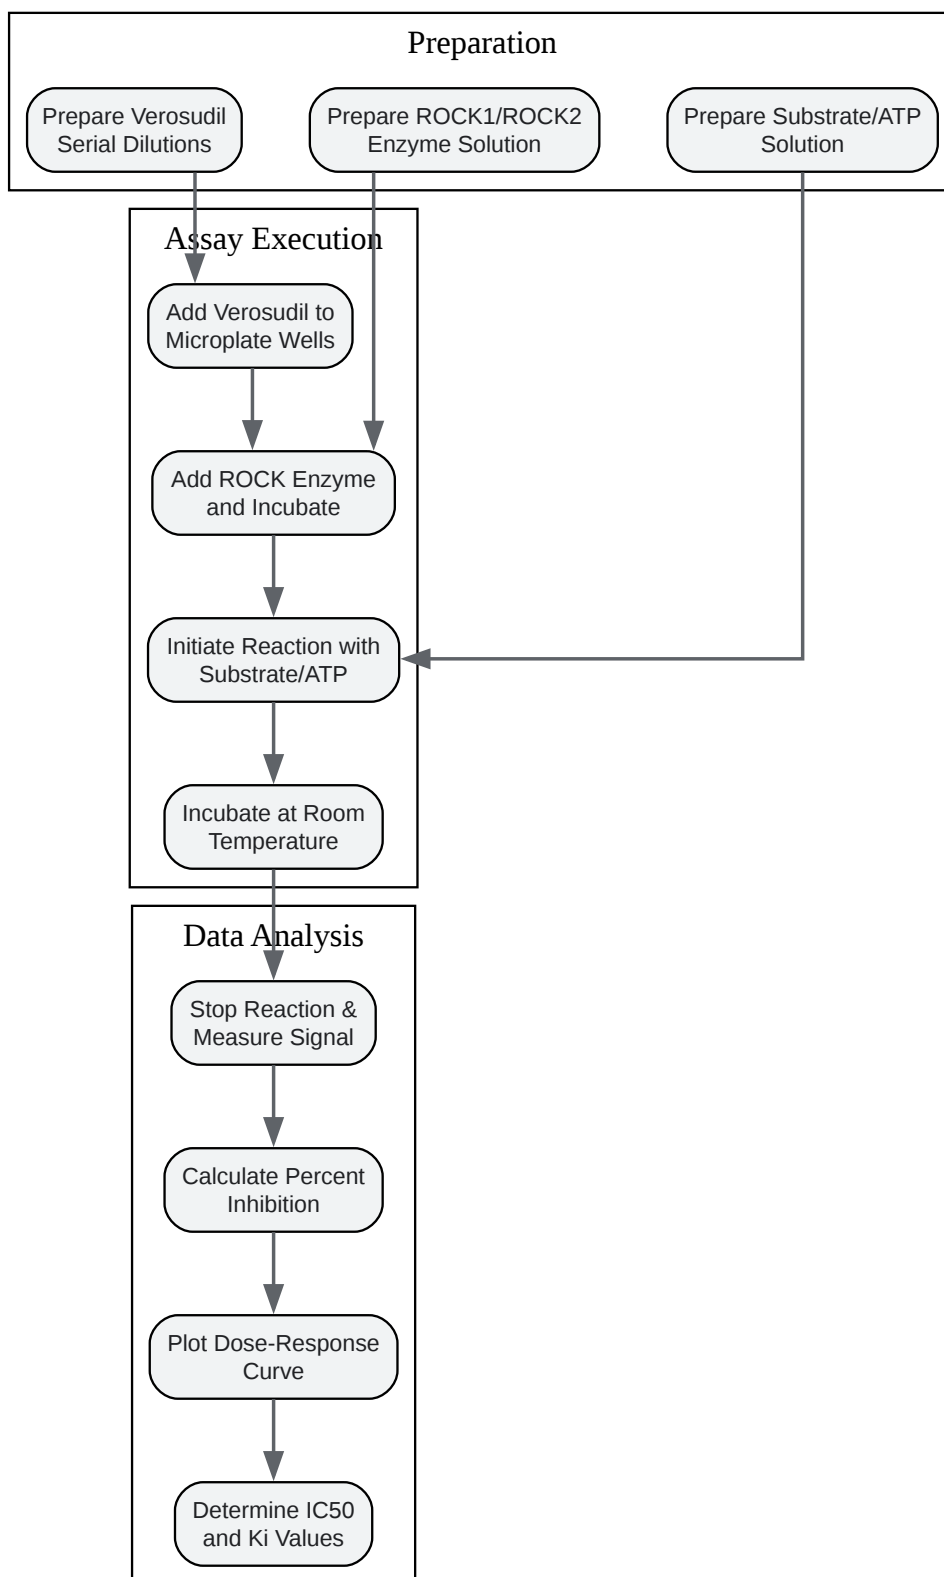 Preparation
Prepare Verosudil
Serial Dilutions
Prepare ROCK1/ROCK2
Enzyme Solution
Prepare Substrate/ATP
Solution
Assay Execution
Add Verosudil to
Microplate Wells
Add ROCK Enzyme
and Incubate
Initiate Reaction with
Substrate/ATP
Incubate at Room
Temperature
Data Analysis
Stop Reaction &
Measure Signal
Calculate Percent
Inhibition
Plot Dose-Response
Curve
Determine IC50
and Ki Values